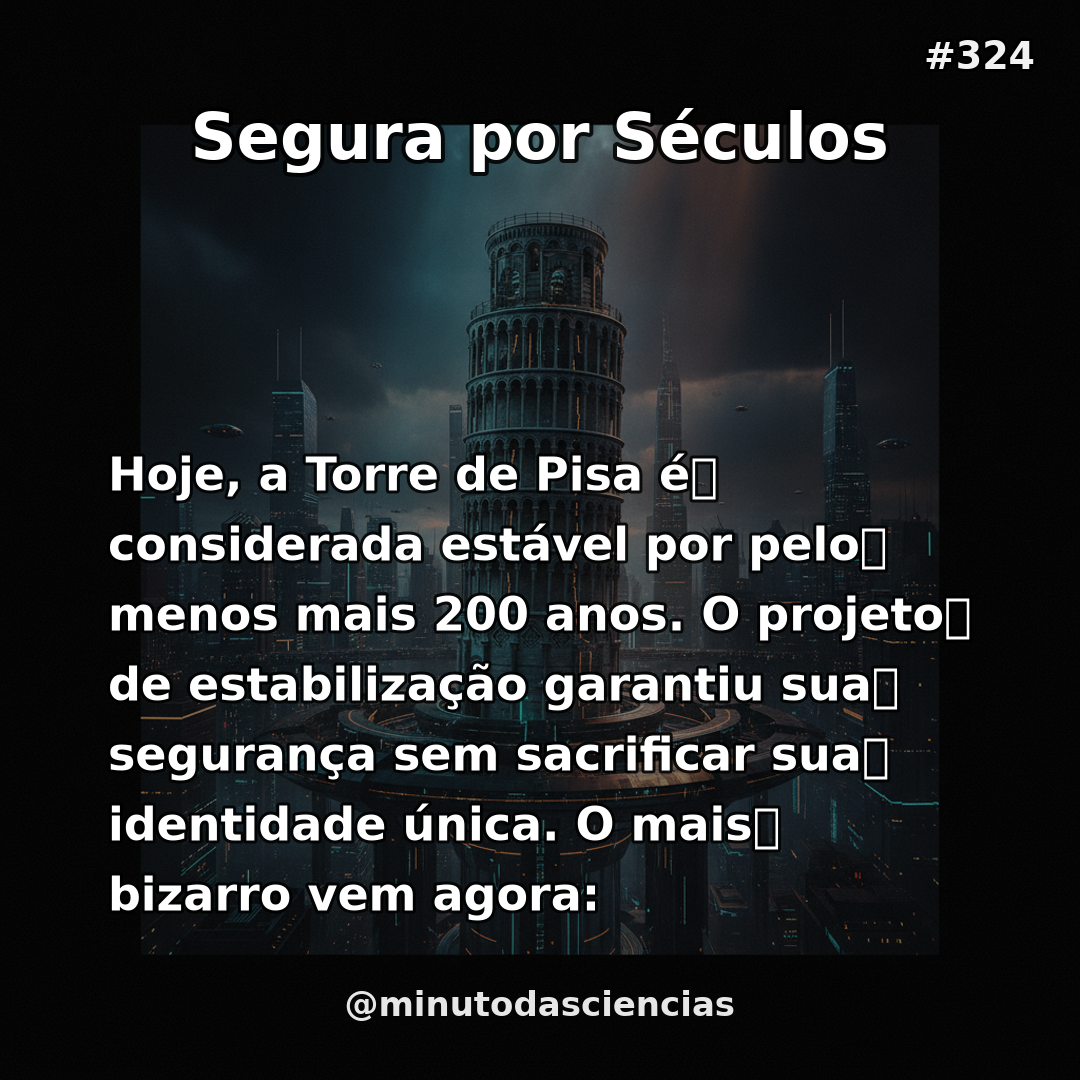 #324
Segura por Séculos
Hoje, a Torre de Pisa é▯
considerada estável por pelo▯
menos mais 200 anos. O projeto▯
de estabilização garantiu sua▯
segurança sem sacrificar sua▯
identidade única. O mais▯
bizarro vem agora:
@minutodasciencias